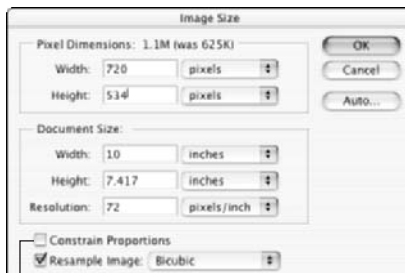 Image Size
Pixel Dimensions: 1.1M (was 625K)
Width: 720 pixels
Height: 534 pixels
OK
Cancel
Auto...
Document Size:
Width: 10 inches
Height: 7.417 inches
Resolution: 72 pixels/inch
Constrain Proportions
Resample Image: Bicubic